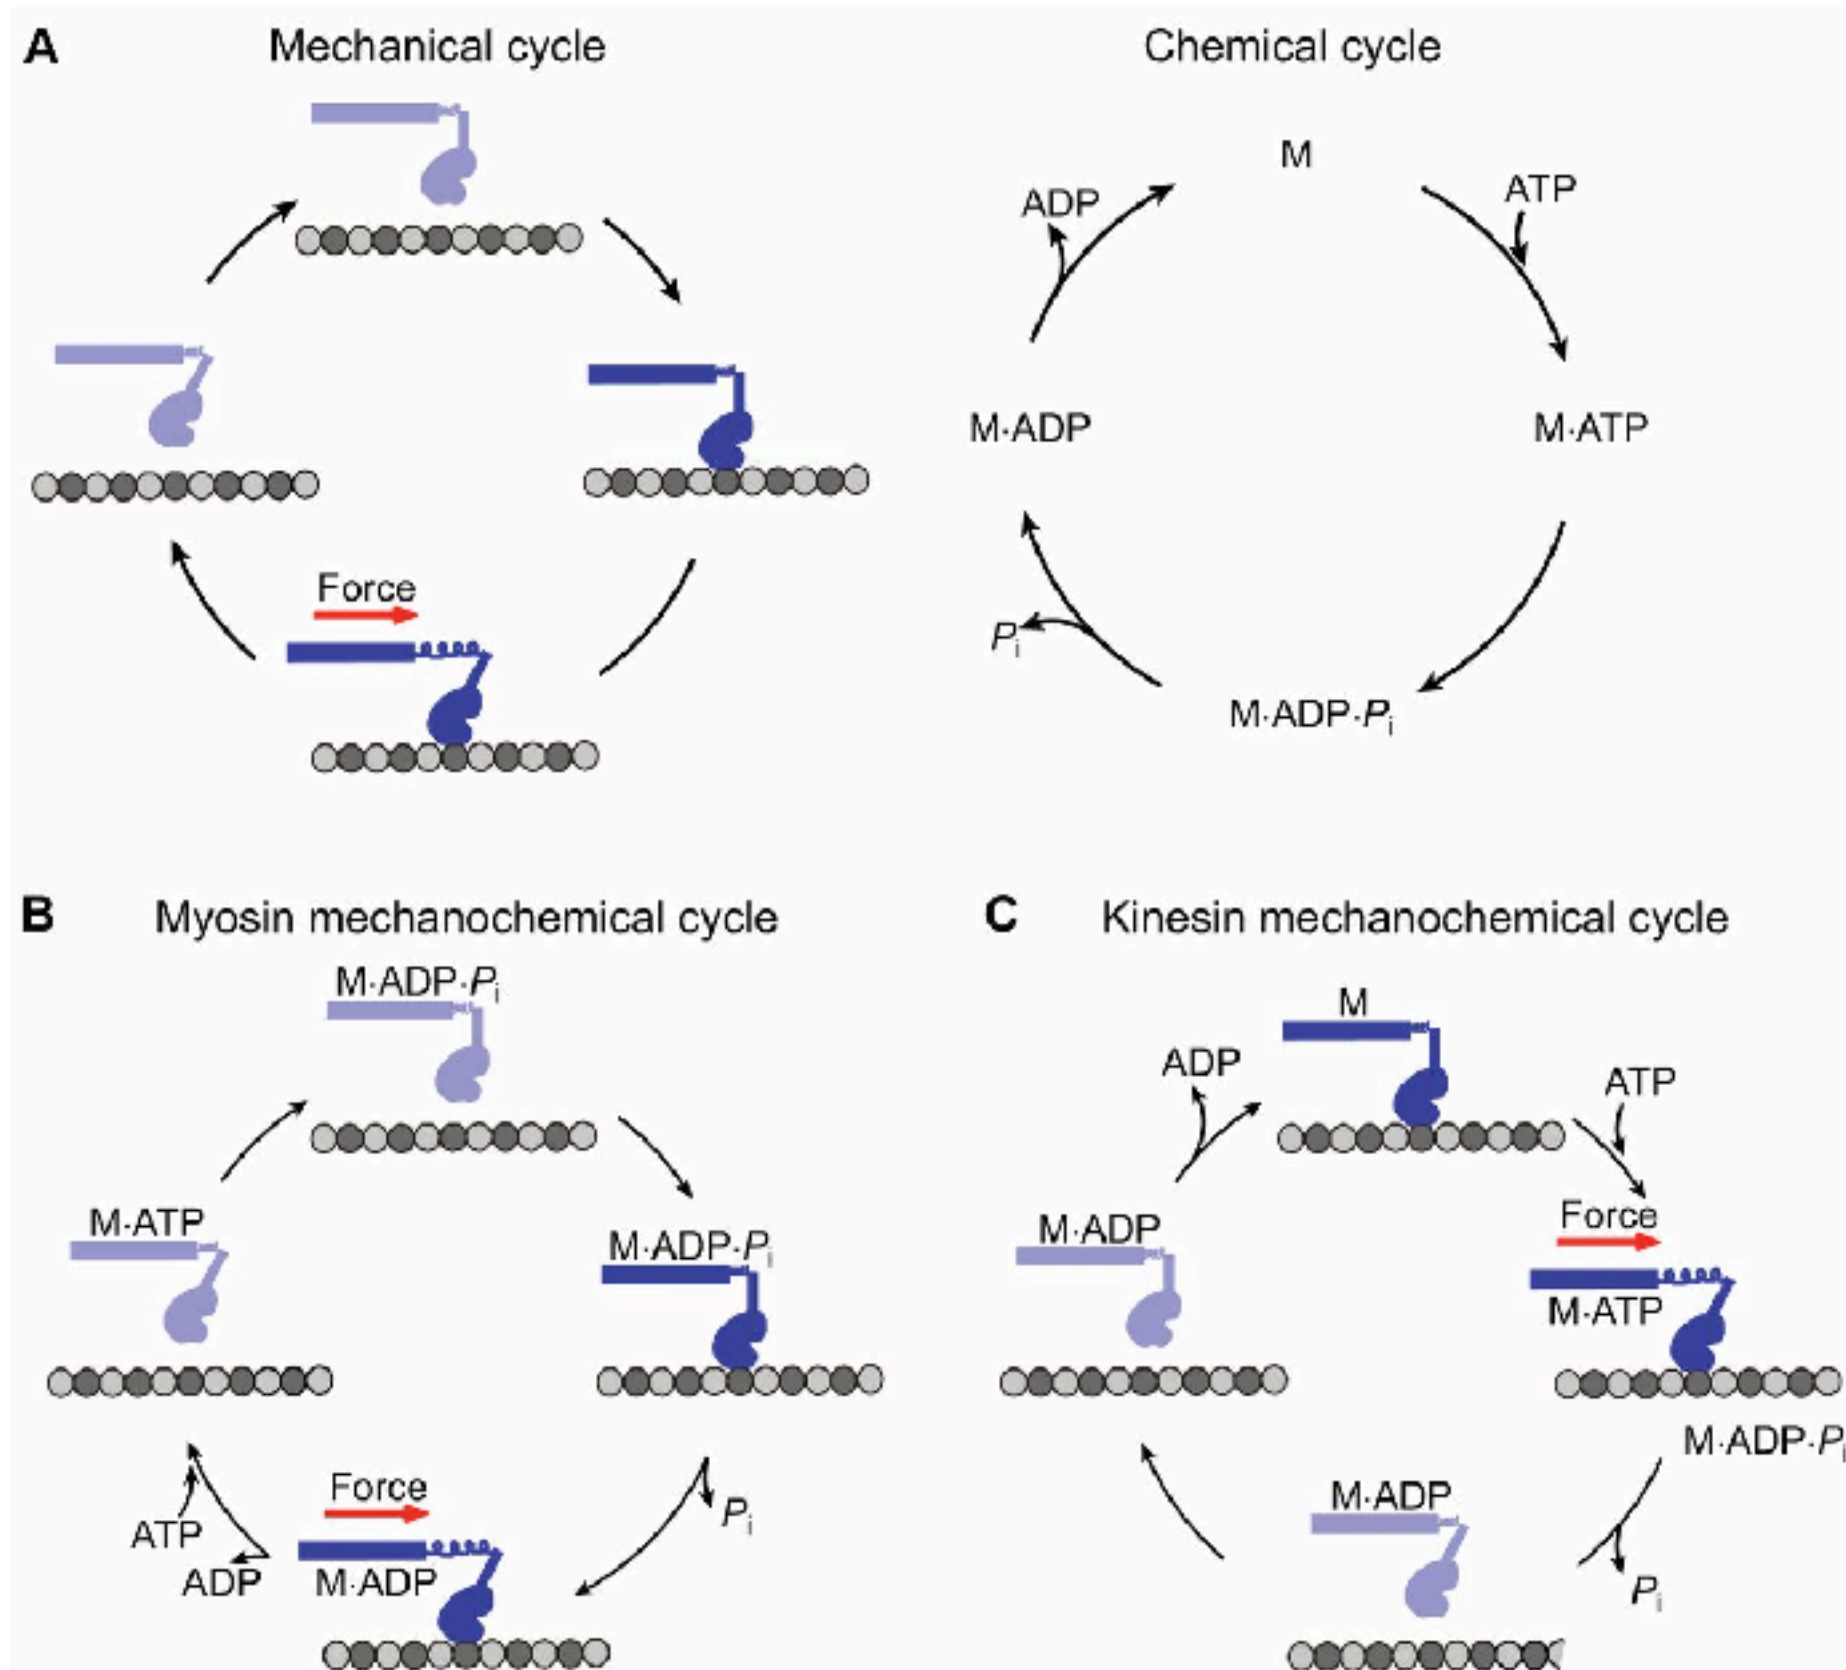 A Mechanical cycle
Chemical cycle
M
ADP
ATP
M·ADP
M·ATP
Force
Pi
M·ADP·Pi
B Myosin mechanochemical cycle
M·ADP·Pi
M·ATP
M·ADP·Pi
Force
ATP
Pi
ADP
M·ADP
C Kinesin mechanochemical cycle
M
ADP
ATP
M·ADP
Force
M·ATP
M·ADP·Pi
M·ADP
Pi